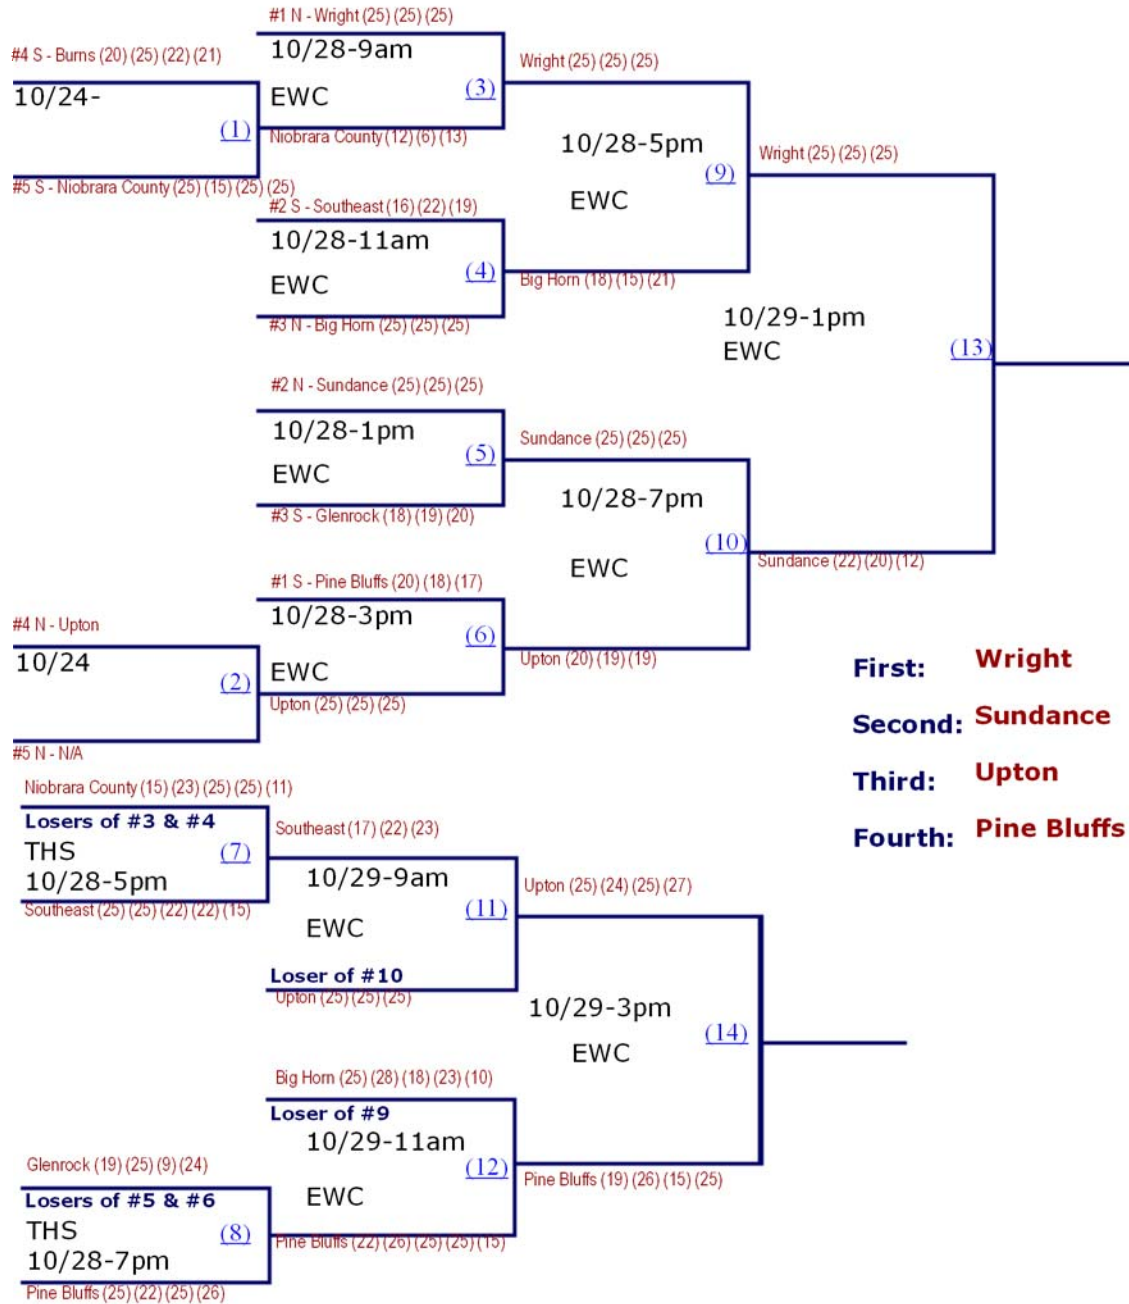 #1 N - Wright (25) (25) (25)
10/28-9am
#4 S - Burns (20) (25) (22) (21)
Wright (25) (25) (25)
10/24-
EWC
(3)
(1)
Niobrara County (12) (6) (13)
10/28-5pm
Wright (25) (25) (25)
(9)
#5 S - Niobrara County (25) (15) (25) (25)
EWC
#2 S - Southeast (16) (22) (19)
10/28-11am
(4)
EWC
Big Horn (18) (15) (21)
#3 N - Big Horn (25) (25) (25)
10/29-1pm
EWC
(13)
#2 N - Sundance (25) (25) (25)
10/28-1pm
Sundance (25) (25) (25)
(5)
EWC
10/28-7pm
#3 S - Glenrock (18) (19) (20)
(10)
Sundance (22) (20) (12)
EWC
#1 S - Pine Bluffs (20) (18) (17)
10/28-3pm
#4 N - Upton
(6)
10/24
Upton (20) (19) (19)
EWC
(2)
Upton (25) (25) (25)
#5 N - N/A
First: Wright
Second: Sundance
Third: Upton
Fourth: Pine Bluffs
Niobrara County (15) (23) (25) (25) (11)
Losers of #3 & #4
Southeast (17) (22) (23)
THS
(7)
10/28-5pm
10/29-9am
Upton (25) (24) (25) (27)
Southeast (25) (25) (22) (22) (15)
(11)
EWC
Loser of #10
Upton (25) (25) (25)
10/29-3pm
(14)
EWC
Big Horn (25) (28) (18) (23) (10)
Loser of #9
10/29-11am
Glenrock (19) (25) (9) (24)
(12)
Pine Bluffs (19) (26) (15) (25)
Losers of #5 & #6
EWC
THS
(8)
Pine Bluffs (22) (26) (25) (25) (15)
10/28-7pm
Pine Bluffs (25) (22) (25) (26)